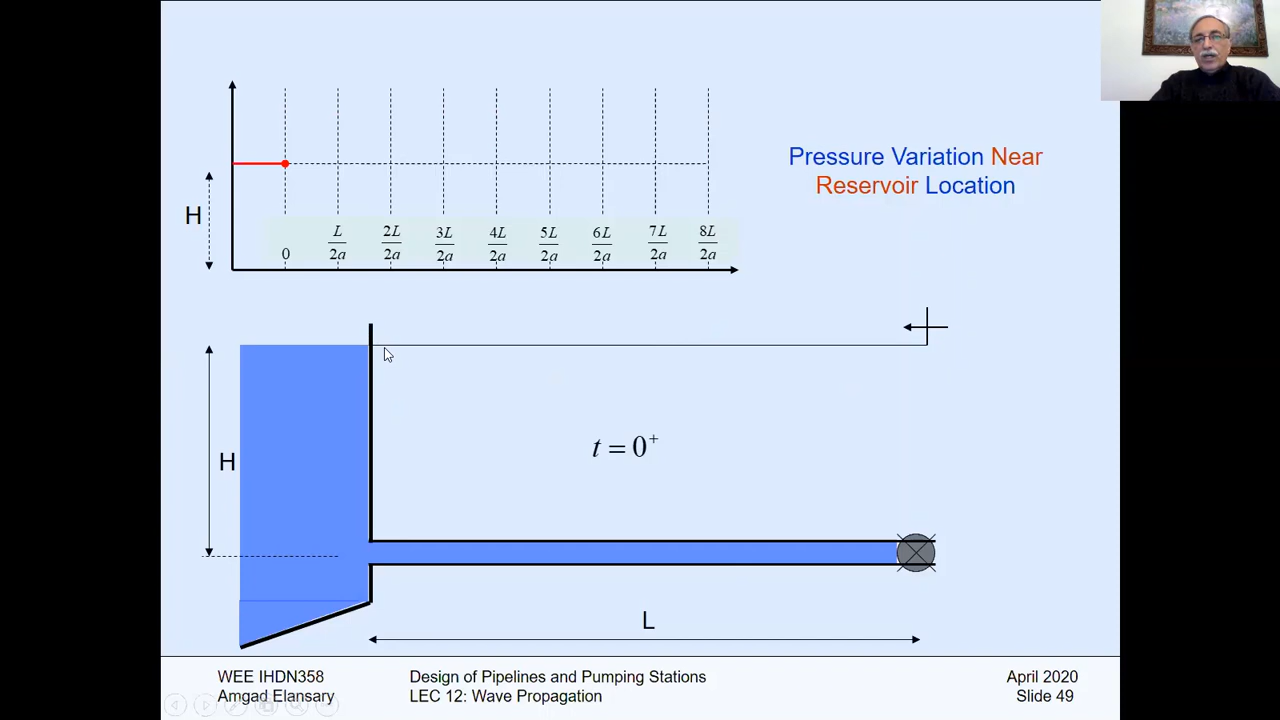 Pressure Variation Near
Reservoir Location
H
0 L/2a 2L/2a 3L/2a 4L/2a 5L/2a 6L/2a 7L/2a 8L/2a
H
t = 0⁺
L
WEE IHDN358
Amgad Elansary
Design of Pipelines and Pumping Stations
LEC 12: Wave Propagation
April 2020
Slide 49